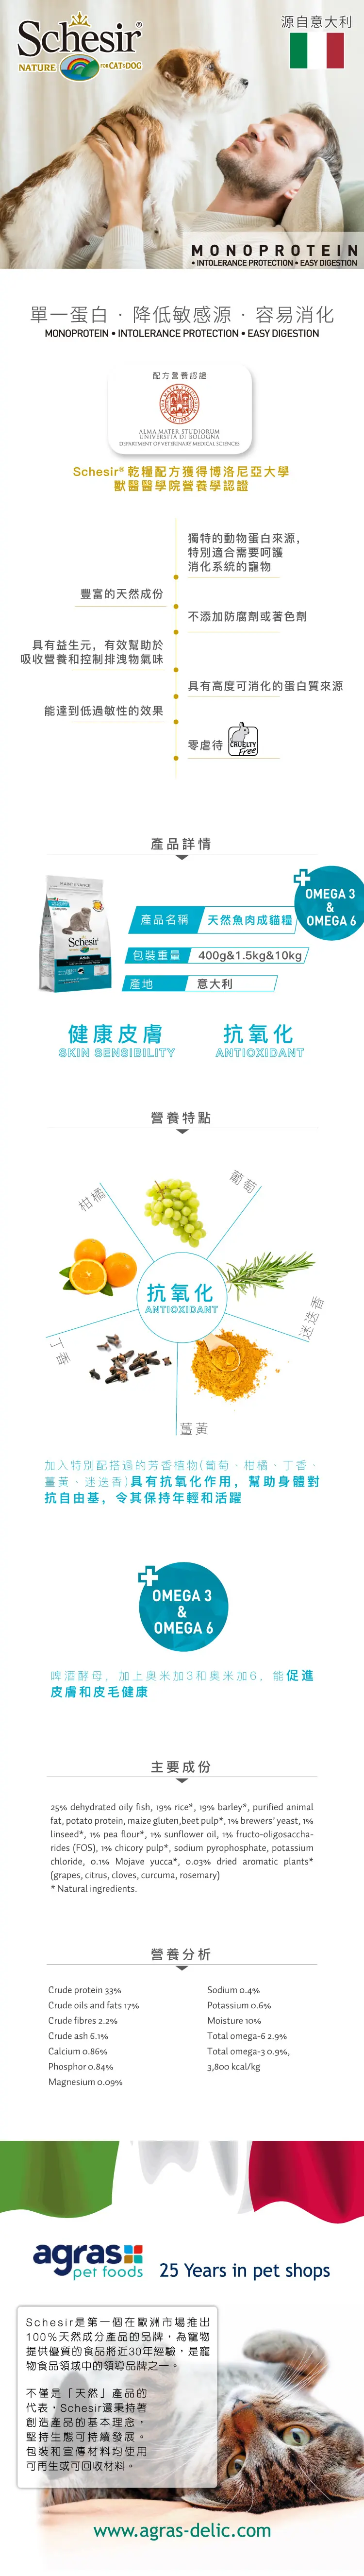 Schesir®
NATURE FOR CAT&DOG
源自意大利
MONOPROTEIN
• INTOLERANCE PROTECTION • EASY DIGESTION
單一蛋白．降低敏感源．容易消化
MONOPROTEIN • INTOLERANCE PROTECTION • EASY DIGESTION
配方營養認證
ALMA MATER STUDIORUM
UNIVERSITÀ DI BOLOGNA
DEPARTMENT OF VETERINARY MEDICAL SCIENCES
Schesir® 乾糧配方獲得博洛尼亞大學
獸醫醫學院營養學認證
獨特的動物蛋白來源，
特別適合需要呵護
消化系統的寵物
豐富的天然成份
不添加防腐劑或著色劑
具有益生元，有效幫助於
吸收營養和控制排洩物氣味
具有高度可消化的蛋白質來源
能達到低過敏性的效果
零虐待
CRUELTY
Free
產品詳情
OMEGA 3
&
OMEGA 6
Schesir
Adult
產品名稱 天然魚肉成貓糧
包裝重量 400g&1.5kg&10kg
產地 意大利
健康皮膚 抗氧化
SKIN SENSIBILITY ANTIOXIDANT
營養特點
柑橘
葡萄
抗氧化
ANTIOXIDANT
丁香
迷迭香
薑黃
加入特別配搭過的芳香植物(葡萄、柑橘、丁香、
薑黃、迷迭香)具有抗氧化作用，幫助身體對
抗自由基，令其保持年輕和活躍
OMEGA 3
&
OMEGA 6
啤酒酵母，加上奧米加3和奧米加6，能促進
皮膚和皮毛健康
主要成份
25% dehydrated oily fish, 19% rice*, 19% barley*, purified animal
fat, potato protein, maize gluten,beet pulp*, 1% brewers' yeast, 1%
linseed*, 1% pea flour*, 1% sunflower oil, 1% fructo-oligosaccha-
rides (FOS), 1% chicory pulp*, sodium pyrophosphate, potassium
chloride, 0.1% Mojave yucca*, 0.03% dried aromatic plants*
(grapes, citrus, cloves, curcuma, rosemary)
* Natural ingredients.
營養分析
Crude protein 33%
Crude oils and fats 17%
Crude fibres 2.2%
Crude ash 6.1%
Calcium 0.86%
Phosphor 0.84%
Magnesium 0.09%
Sodium 0.4%
Potassium 0.6%
Moisture 10%
Total omega-6 2.9%
Total omega-3 0.9%,
3,800 kcal/kg
agras
pet foods
25 Years in pet shops
Schesir是第一個在歐洲市場推出
100%天然成分產品的品牌，為寵物
提供優質的食品將近30年經驗，是寵
物食品領域中的領導品牌之一。
不僅是「天然」產品的
代表，Schesir還秉持著
創造產品的基本理念，
堅持生態可持續發展。
包裝和宣傳材料均使用
可再生或可回收材料。
www.agras-delic.com